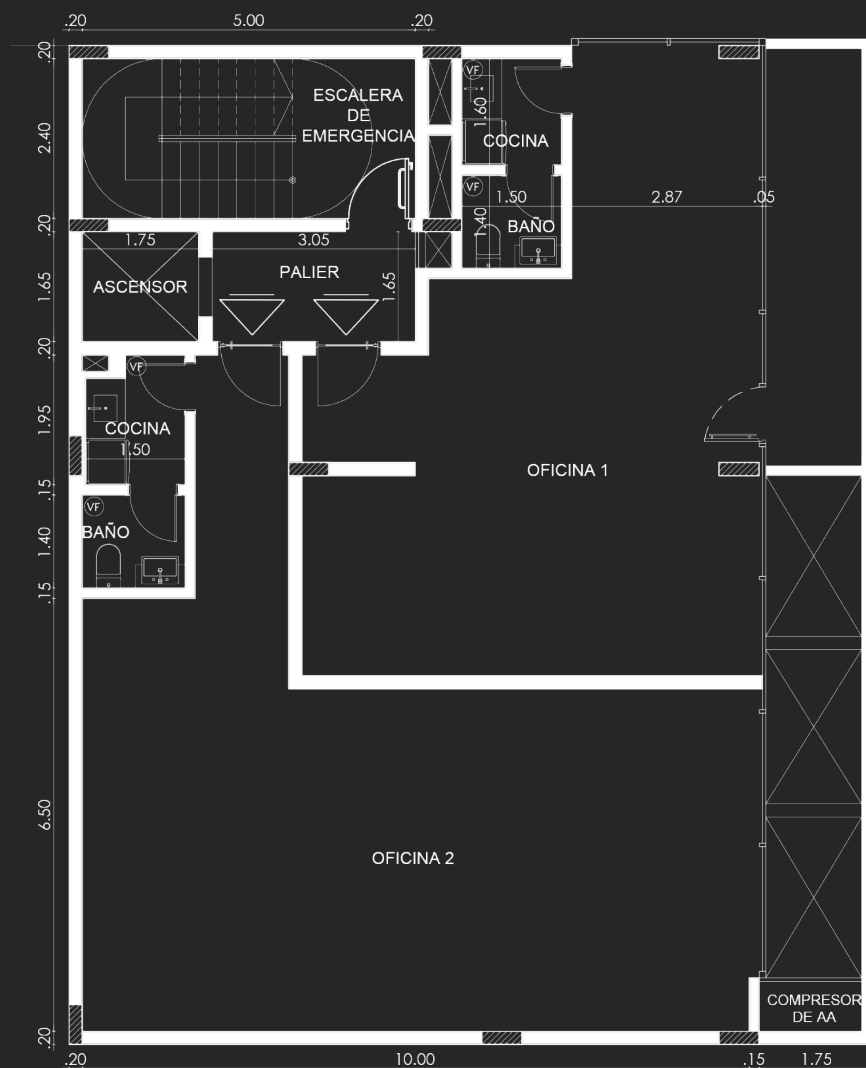 .20 5.00 .20
.20
VF
ESCALERA
DE
EMERGENCIA
1.60
2.40
COCINA
VF
1.50 2.87 .05
1.40
BAÑO
.20
1.75 3.05
PALIER
ASCENSOR
1.65
1.65
.20
VF
1.95
COCINA
1.50
OFICINA 1
.15
VF
BAÑO
1.40
.15
6.50
OFICINA 2
COMPRESOR
DE AA
.20
.20 10.00 .15 1.75